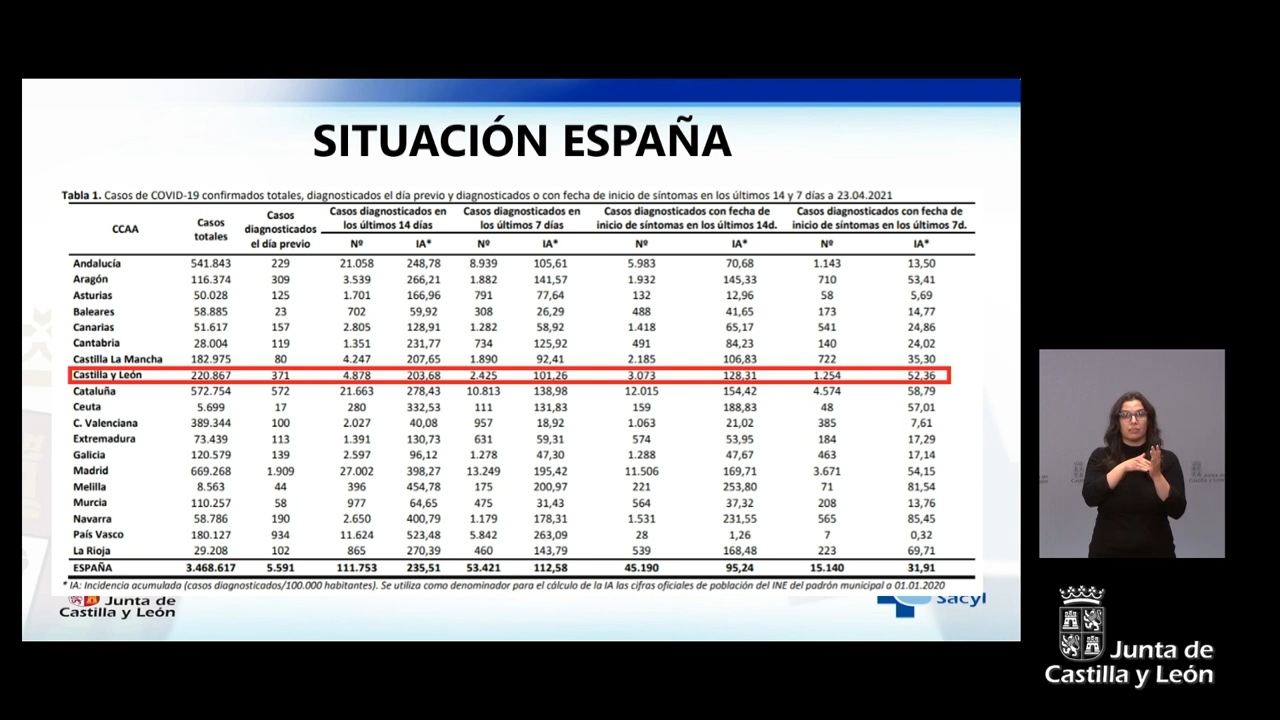 SITUACIÓN ESPAÑA
Tabla 1. Casos de COVID-19 confirmados totales, diagnosticados el día previo y diagnosticados o con fecha de inicio de síntomas en los últimos 14 y 7 días a 23.04.2021
CCAA Casos totales Casos diagnosticados el día previo Casos diagnosticados en los últimos 14 días Casos diagnosticados en los últimos 7 días Casos diagnosticados con fecha de inicio de síntomas en los últimos 14d. Casos diagnosticados con fecha de inicio de síntomas en los últimos 7d.
Nº IA* Nº IA* Nº IA* Nº IA*
Andalucía 541.843 229 21.058 248,78 8.939 105,61 5.983 70,68 1.143 13,50
Aragón 116.374 309 3.539 266,21 1.882 141,57 1.932 145,33 710 53,41
Asturias 50.028 125 1.701 166,96 791 77,64 132 12,96 58 5,69
Baleares 58.885 23 702 59,92 308 26,29 488 41,65 173 14,77
Canarias 51.617 157 2.805 128,91 1.282 58,92 1.418 65,17 541 24,86
Cantabria 28.004 119 1.351 231,77 734 125,92 491 84,23 140 24,02
Castilla La Mancha 182.975 80 4.247 207,65 1.890 92,41 2.185 106,83 722 35,30
Castilla y León 220.867 371 4.878 203,68 2.425 101,26 3.073 128,31 1.254 52,36
Cataluña 572.754 572 21.663 278,43 10.813 138,98 12.015 154,42 4.574 58,79
Ceuta 5.699 17 280 332,53 111 131,83 159 188,83 48 57,01
C. Valenciana 389.344 100 2.027 40,08 957 18,92 1.063 21,02 385 7,61
Extremadura 73.439 113 1.391 130,73 631 59,31 574 53,95 184 17,29
Galicia 120.579 139 2.597 96,12 1.278 47,30 1.288 47,67 463 17,14
Madrid 669.268 1.909 27.002 398,27 13.249 195,42 11.506 169,71 3.671 54,15
Melilla 8.563 44 396 454,78 175 200,97 221 253,80 71 81,54
Murcia 110.257 58 977 64,65 475 31,43 564 37,32 208 13,76
Navarra 58.786 190 2.650 400,79 1.179 178,31 1.531 231,55 565 85,45
País Vasco 180.127 934 11.624 523,48 5.842 263,09 28 1,26 7 0,32
La Rioja 29.208 102 865 270,39 460 143,79 539 168,48 223 69,71
ESPAÑA 3.468.617 5.591 111.753 235,51 53.421 112,58 45.190 95,24 15.140 31,91
* IA: Incidencia acumulada (casos diagnosticados/100.000 habitantes). Se utiliza como denominador para el cálculo de la IA las cifras oficiales de población del INE del padrón municipal a 01.01.2020
Junta de
Castilla y León
Sacyl
Junta de
Castilla y León